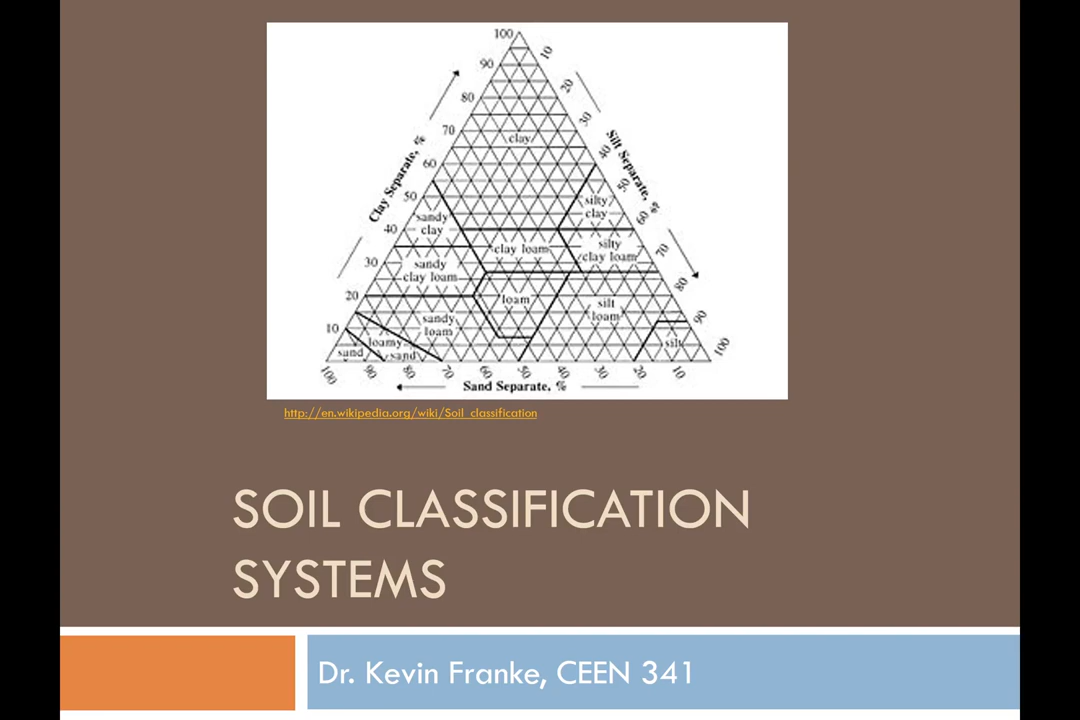 100
10
90
20
80
30
70
clay
40
60
Clay Separate, %
Silt Separate, %
50
50
silty
clay
60
sandy
clay
40
clay loam
silty
clay loam
70
30
sandy
clay loam
80
20
loam
silt
loam
90
10
sandy
loam
100
sand
loamy
sand
silt
100
90
80
70
60
50
40
30
20
10
Sand Separate, %
http://en.wikipedia.org/wiki/Soil_classification
SOIL CLASSIFICATION
SYSTEMS
Dr. Kevin Franke, CEEN 341